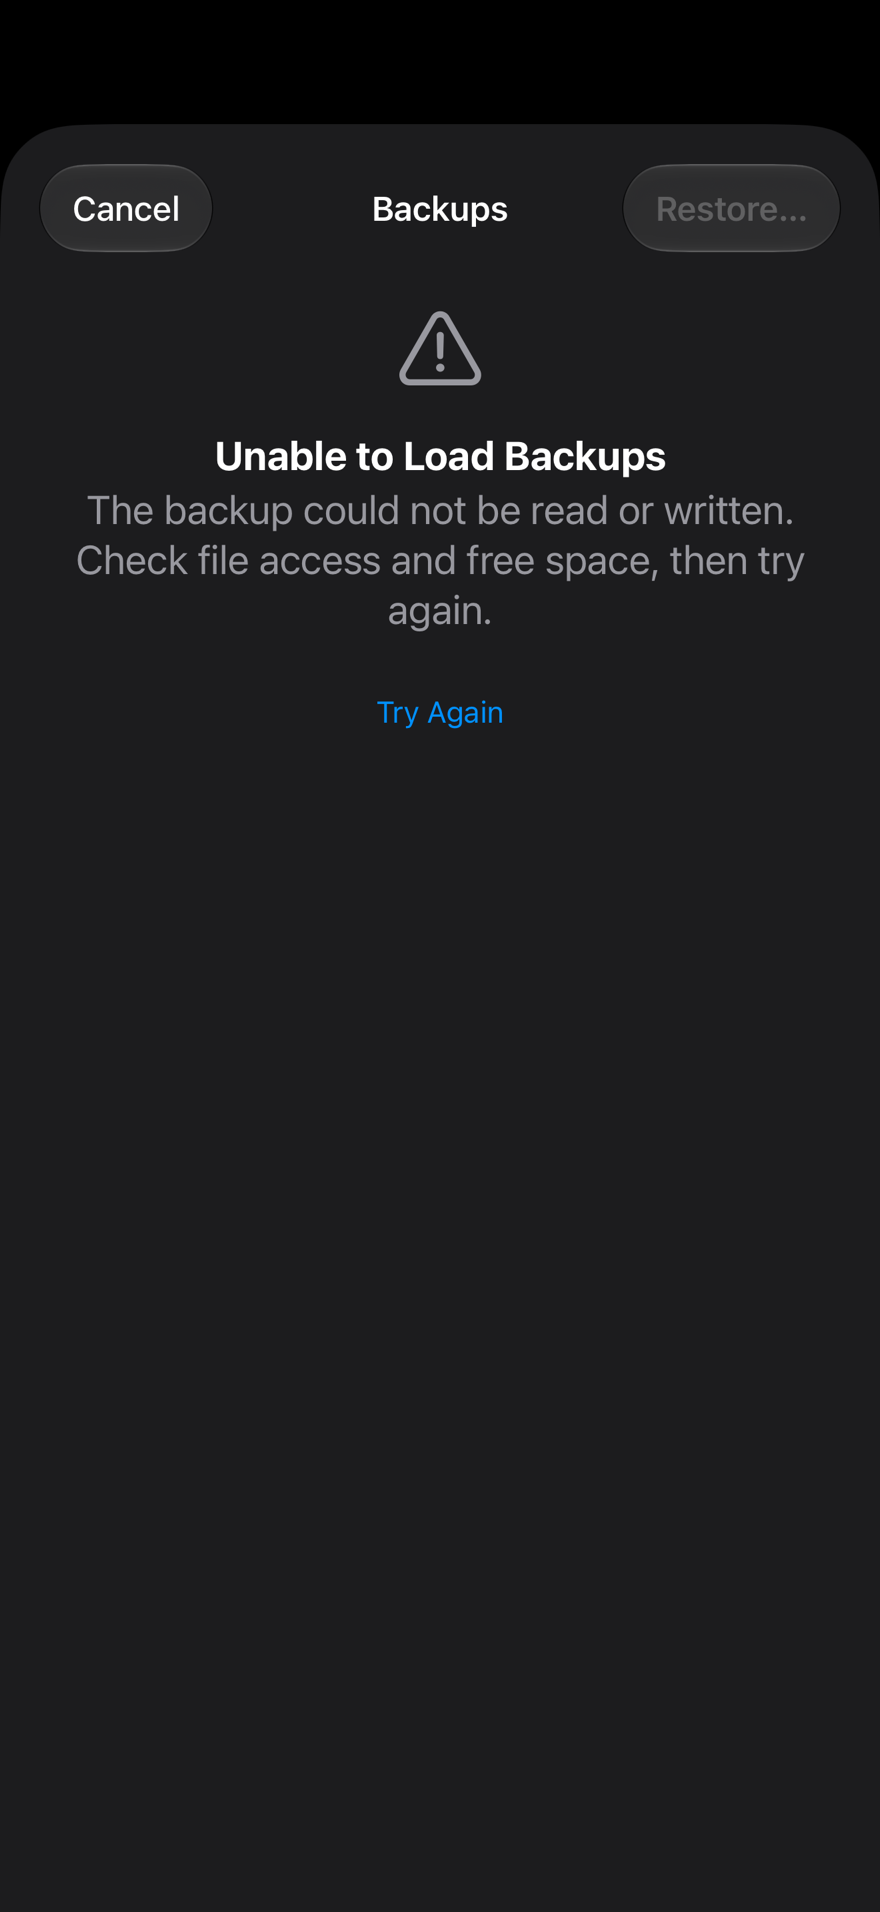 Cancel
Backups
Restore...
Unable to Load Backups
The backup could not be read or written.
Check file access and free space, then try
again.
Try Again